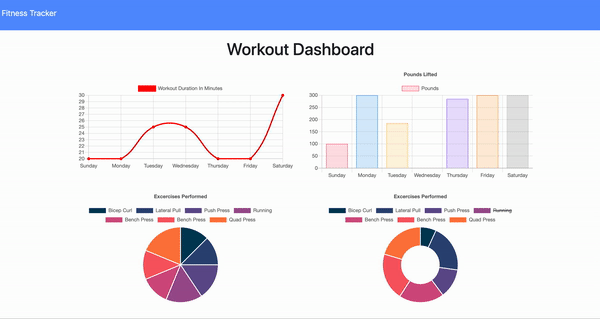 Fitness Tracker
Workout Dashboard
Workout Duration In Minutes
30
29
28
27
26
25
24
23
22
21
20
Sunday Monday Tuesday Wednesday Thursday Friday Saturday
Pounds Lifted
Pounds
300
250
200
150
100
50
0
Sunday Monday Tuesday Wednesday Thursday Friday Saturday
Excercises Performed
Bicep Curl Lateral Pull Push Press Running
Bench Press Bench Press Quad Press
Excercises Performed
Bicep Curl Lateral Pull Push Press Running
Bench Press Bench Press Quad Press